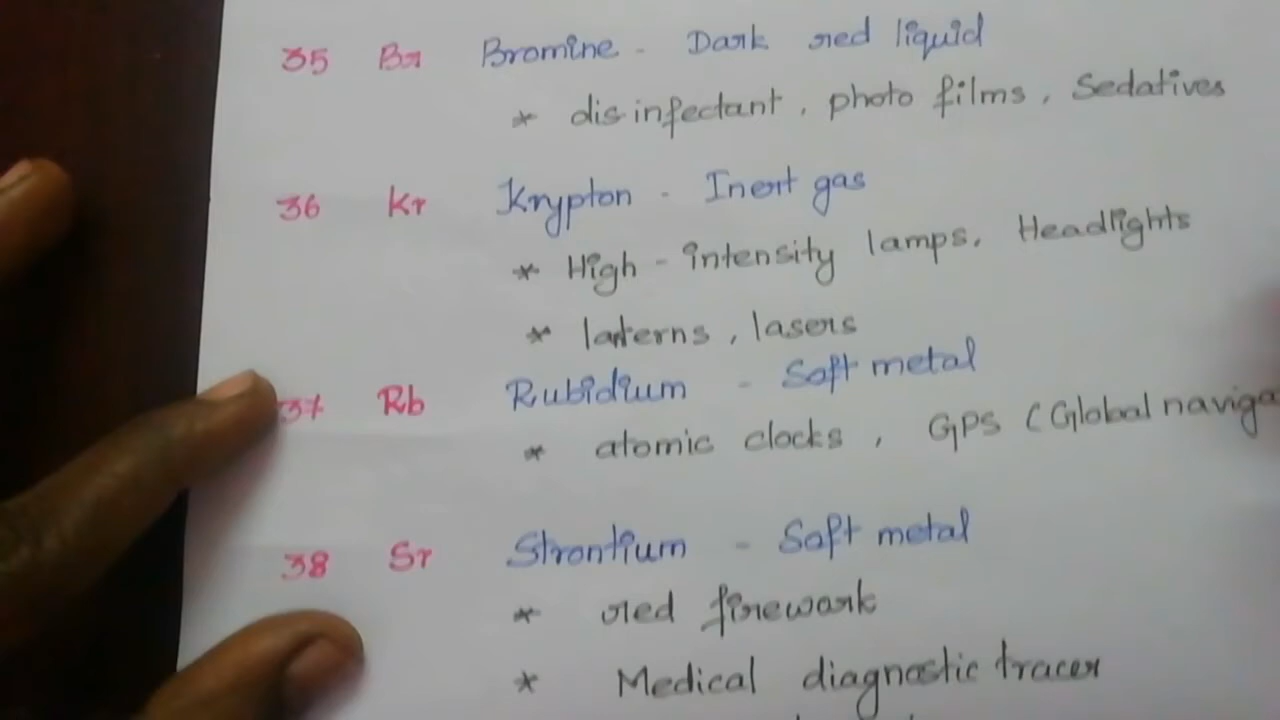 35 Br Bromine - Dark red liquid
* disinfectant, photo films, Sedatives
36 Kr Krypton - Inert gas
* High-intensity lamps, Headlights
* lanterns, lasers
37 Rb Rubidium - Soft metal
* atomic clocks, GPS (Global naviga
38 Sr Strontium - Soft metal
* red firework
* Medical diagnostic tracer